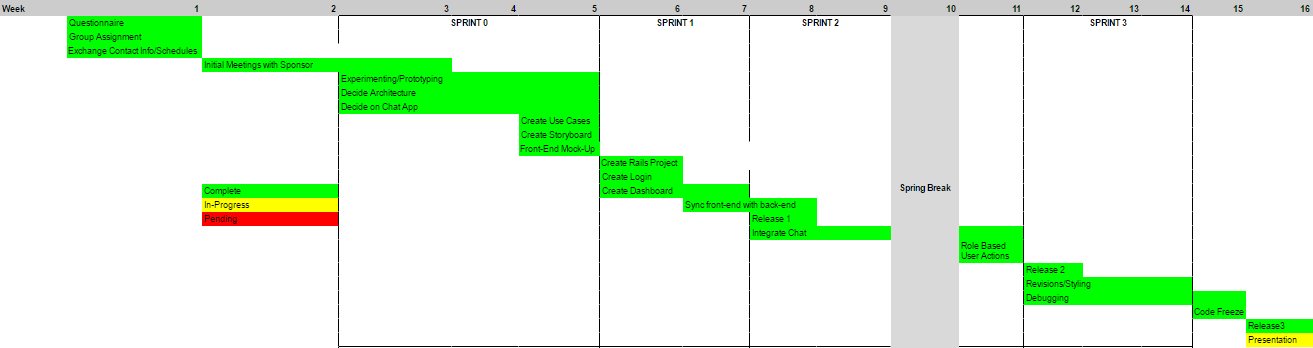 Week 1 2 3 4 5 6 7 8 9 10 11 12 13 14 15 16
SPRINT 0 SPRINT 1 SPRINT 2 SPRINT 3
Questionnaire
Group Assignment
Exchange Contact Info/Schedules
Initial Meetings with Sponsor
Experimenting/Prototyping
Decide Architecture
Decide on Chat App
Create Use Cases
Create Storyboard
Front-End Mock-Up
Create Rails Project
Create Login
Complete
Create Dashboard
Spring Break
In-Progress
Sync front-end with back-end
Pending
Release 1
Integrate Chat
Role Based
User Actions
Release 2
Revisions/Styling
Debugging
Code Freeze
Release3
Presentation